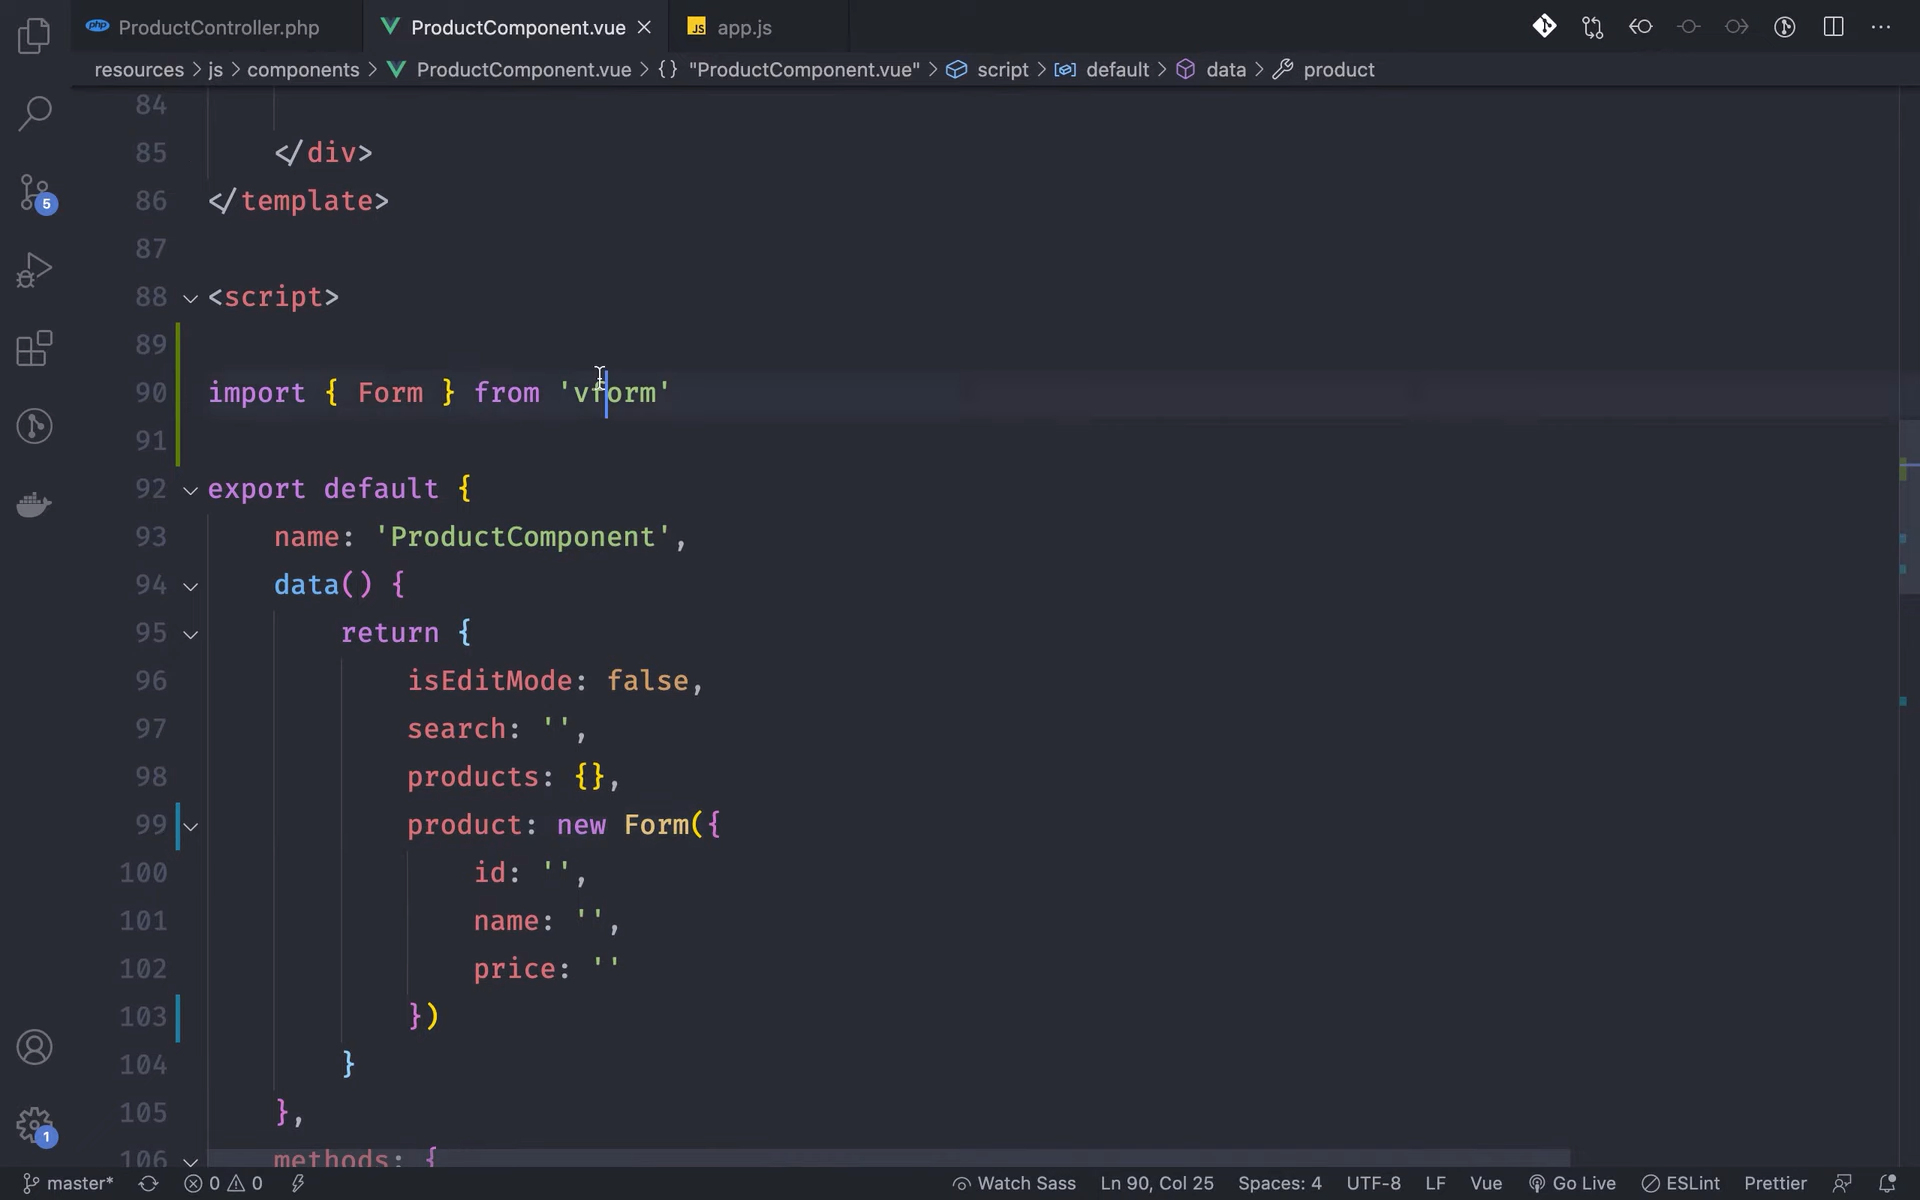 ProductController.php ProductComponent.vue app.js
resources js components ProductComponent.vue {} "ProductComponent.vue" script default data product
84
85 </div>
86 </template>
87
88 <script>
89
90 import { Form } from 'vform'
91
92 export default {
93 name: 'ProductComponent',
94 data() {
95 return {
96 isEditMode: false,
97 search: '',
98 products: {},
99 product: new Form({
100 id: '',
101 name: '',
102 price: ''
103 })
104 }
105 },
106 methods: {
5
1
master* 0 0 Watch Sass Ln 90, Col 25 Spaces: 4 UTF-8 LF Vue Go Live ESLint Prettier